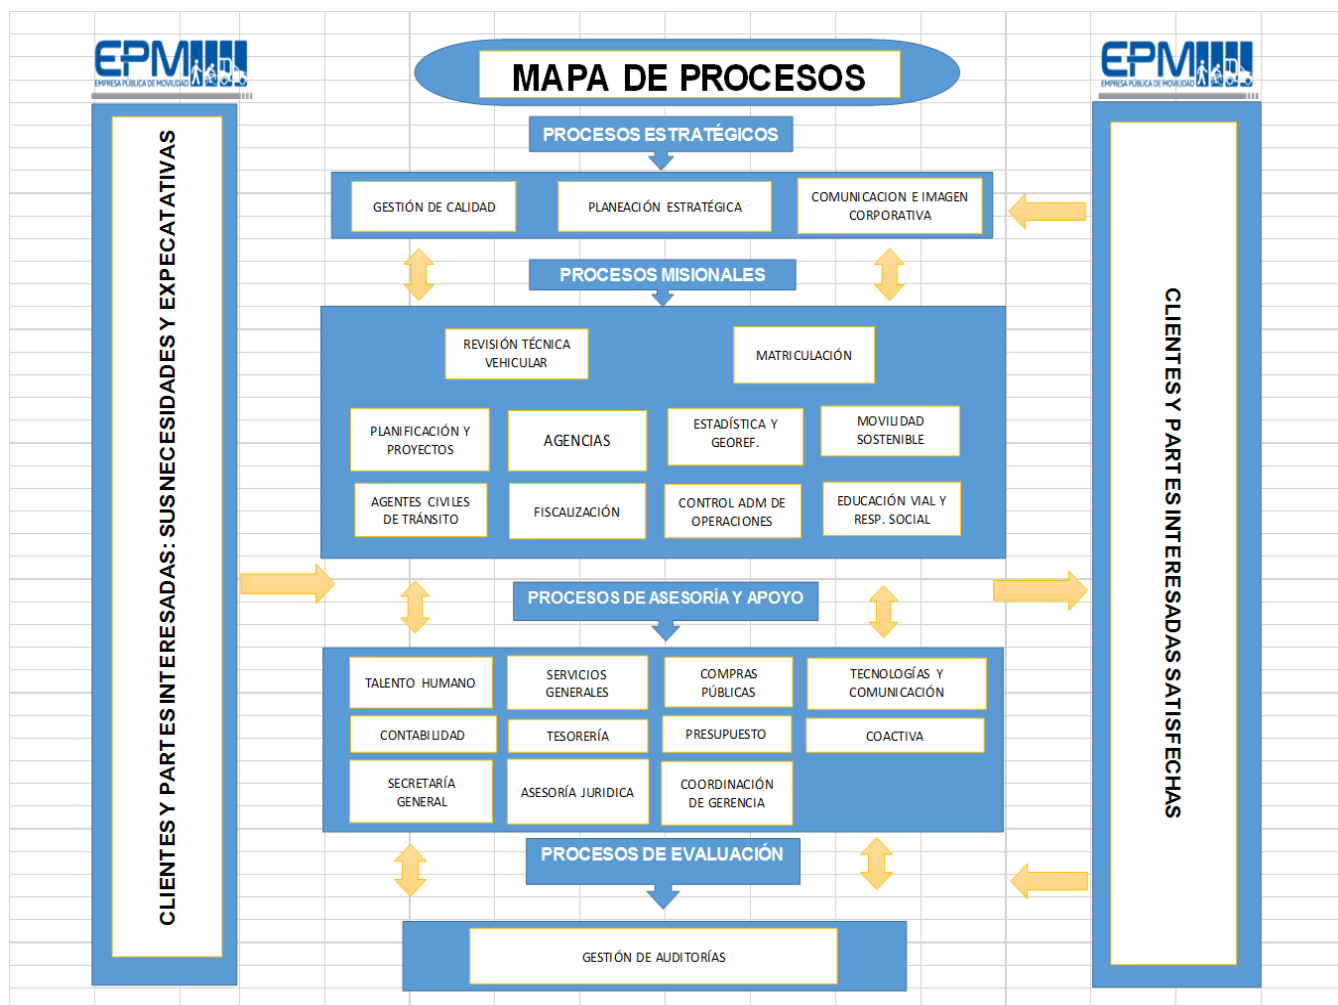 EPM
EMPRESA PÚBLICA DE MOVILIDAD
MAPA DE PROCESOS
EPM
EMPRESA PÚBLICA DE MOVILIDAD
CLIENTES Y PARTES INTERESADAS: SUS NECESIDADES Y EXPECATATIVAS
PROCESOS ESTRATÉGICOS
GESTIÓN DE CALIDAD
PLANEACIÓN ESTRATÉGICA
COMUNICACION E IMAGEN
CORPORATIVA
PROCESOS MISIONALES
REVISIÓN TÉCNICA
VEHICULAR
MATRICULACIÓN
PLANIFICACIÓN Y
PROYECTOS
AGENCIAS
ESTADÍSTICA Y
GEOREF.
MOVILIDAD
SOSTENIBLE
AGENTES CIVILES
DE TRÁNSITO
FISCALIZACIÓN
CONTROL ADM DE
OPERACIONES
EDUCACIÓN VIAL Y
RESP. SOCIAL
PROCESOS DE ASESORÍA Y APOYO
TALENTO HUMANO
SERVICIOS
GENERALES
COMPRAS
PÚBLICAS
TECNOLOGÍAS Y
COMUNICACIÓN
CONTABILIDAD
TESORERÍA
PRESUPUESTO
COACTIVA
SECRETARÍA
GENERAL
ASESORÍA JURIDICA
COORDINACIÓN
DE GERENCIA
PROCESOS DE EVALUACIÓN
GESTIÓN DE AUDITORÍAS
CLIENTES Y PARTES INTERESADAS SATISFECHAS